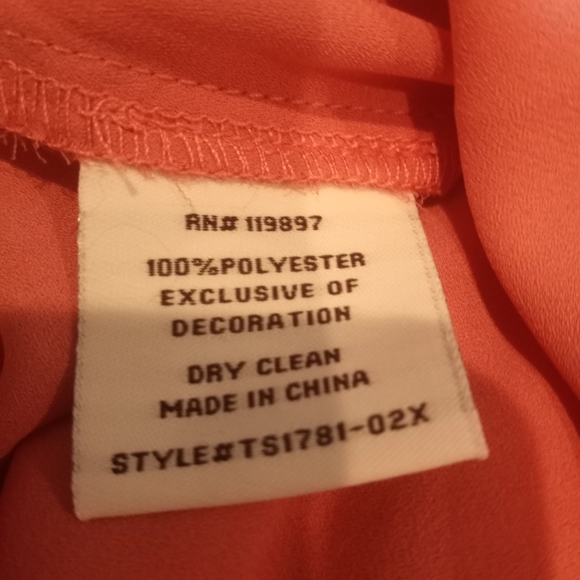 RN# 119897
100%POLYESTER
EXCLUSIVE OF
DECORATION
DRY CLEAN
MADE IN CHINA
STYLE#TS1781-02X